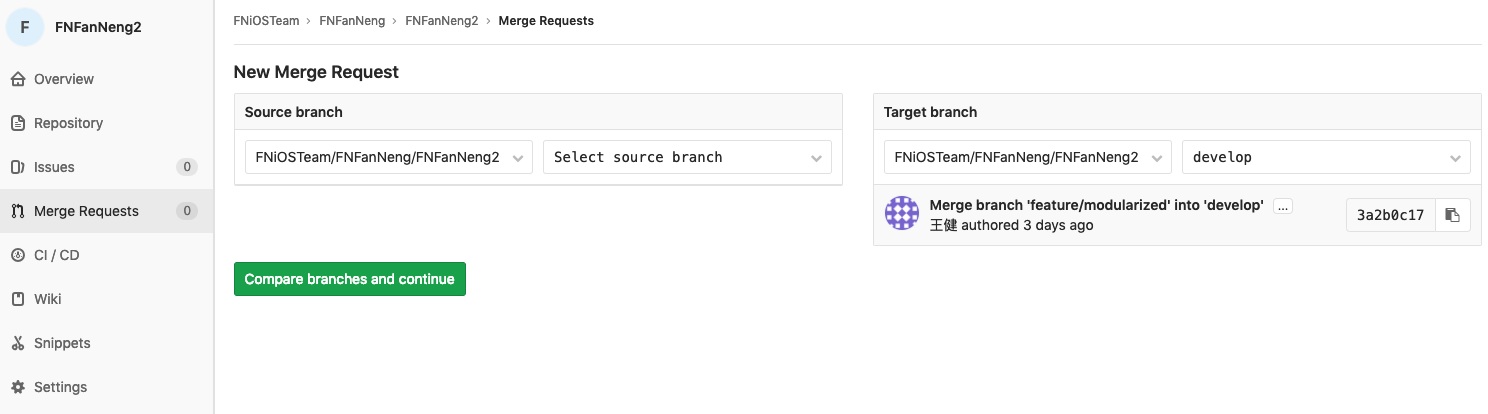 F FNFanNeng2
Overview
Repository
Issues 0
Merge Requests 0
CI / CD
Wiki
Snippets
Settings
FNiOSTeam › FNFanNeng › FNFanNeng2 › Merge Requests
New Merge Request
Source branch
FNiOSTeam/FNFanNeng/FNFanNeng2 Select source branch
Target branch
FNiOSTeam/FNFanNeng/FNFanNeng2 develop
Merge branch 'feature/modularized' into 'develop' ...
王健 authored 3 days ago
3a2b0c17
Compare branches and continue